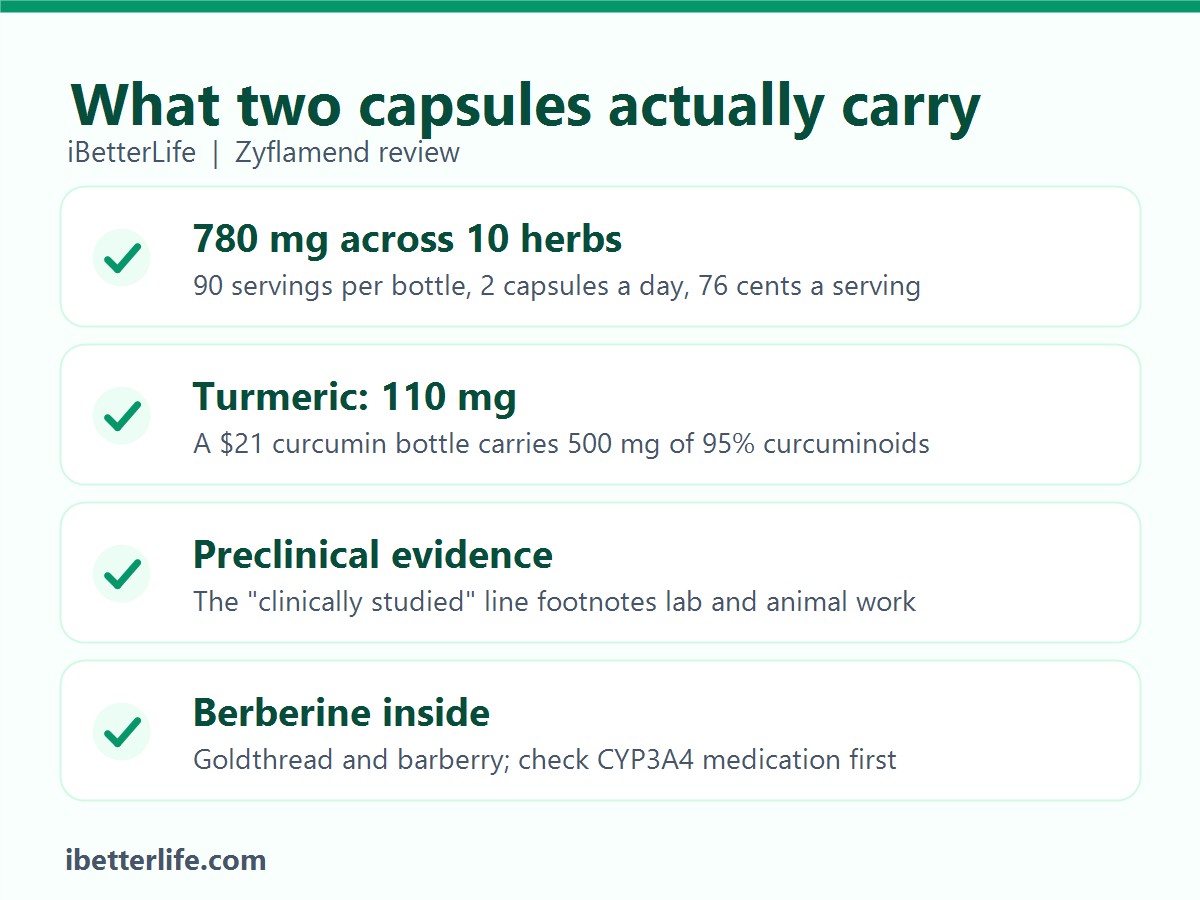 What two capsules actually carry
iBetterLife | Zyflamend review
780 mg across 10 herbs
90 servings per bottle, 2 capsules a day, 76 cents a serving
Turmeric: 110 mg
A $21 curcumin bottle carries 500 mg of 95% curcuminoids
Preclinical evidence
The "clinically studied" line footnotes lab and animal work
Berberine inside
Goldthread and barberry; check CYP3A4 medication first
ibetterlife.com